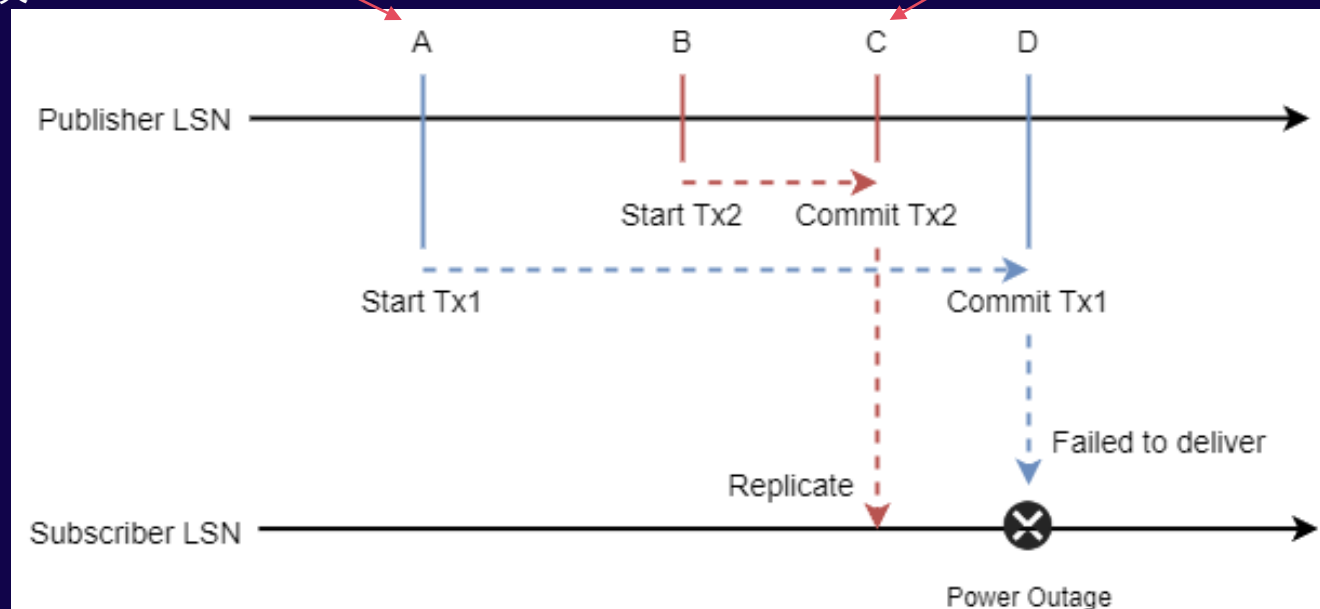 A B C D
Publisher LSN
Start Tx2 Commit Tx2
Start Tx1 Commit Tx1
Failed to deliver
Replicate
Subscriber LSN
Power Outage